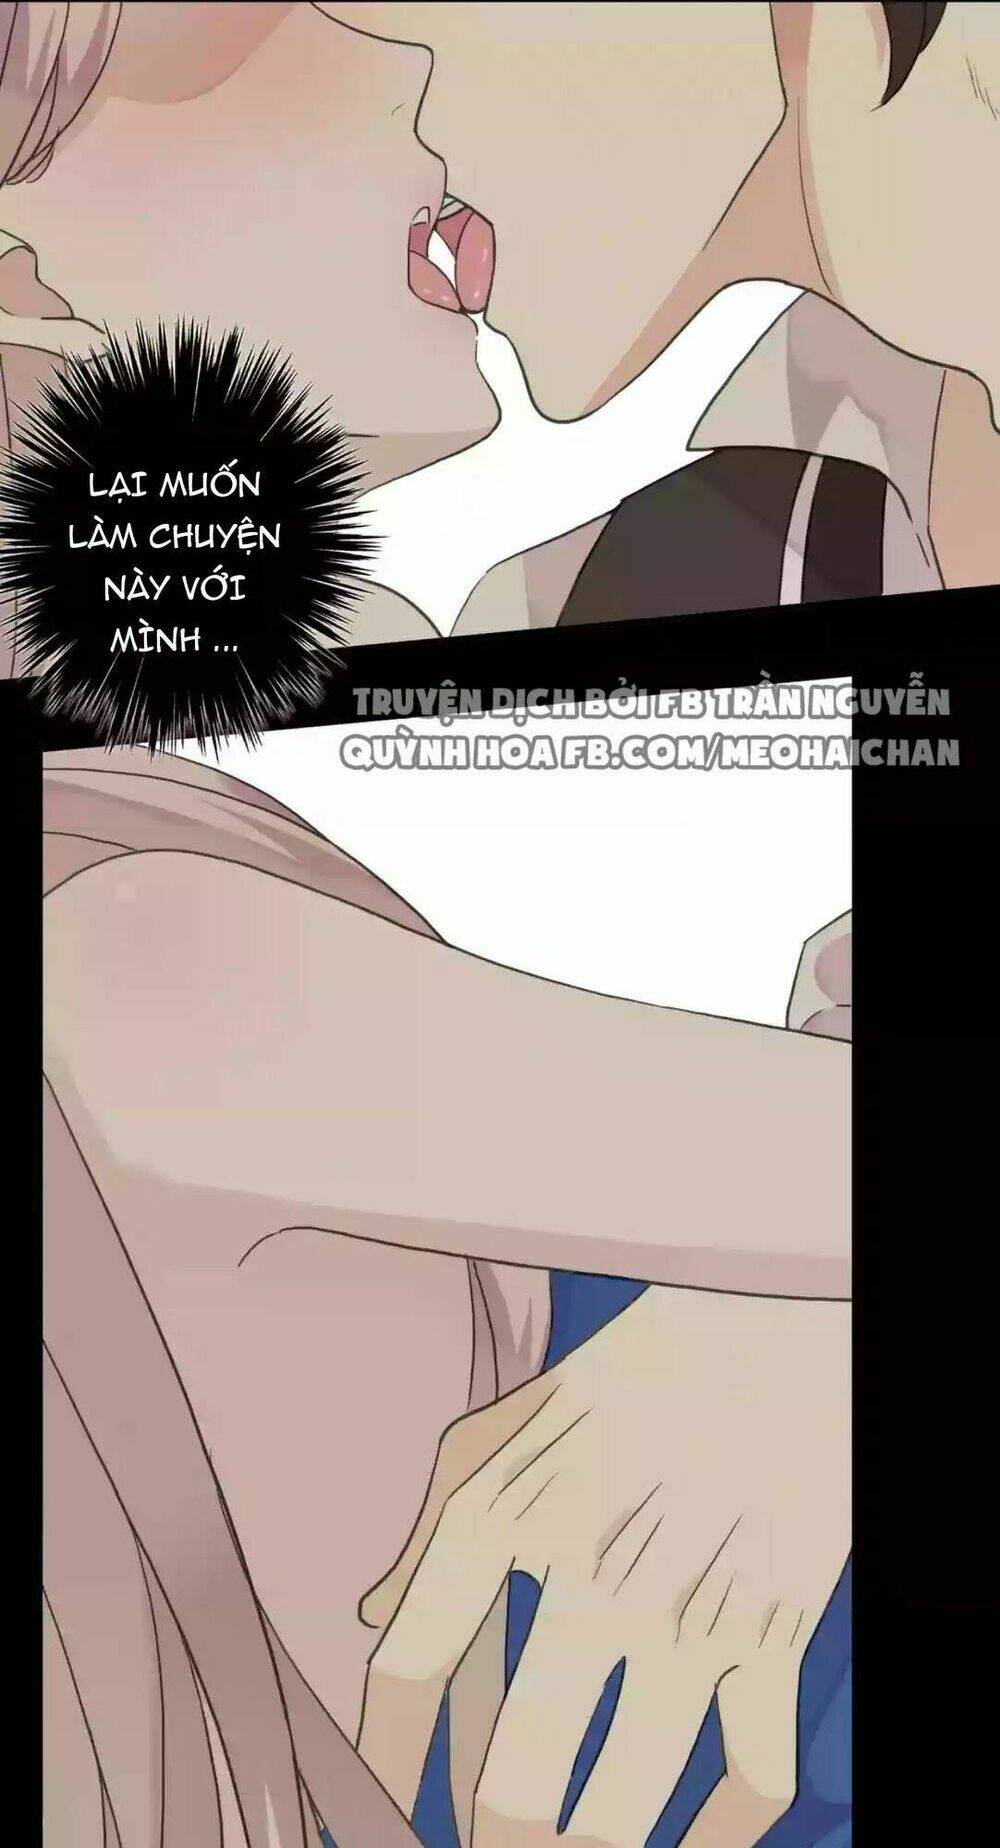 LẠI MUỐN
LÀM CHUYỆN
NÀY VỚI
MÌNH ...
TRUYỆN DỊCH BỞI FB TRẦN NGUYỄN
QUỲNH HOA FB.COM/MEOHAICHAN